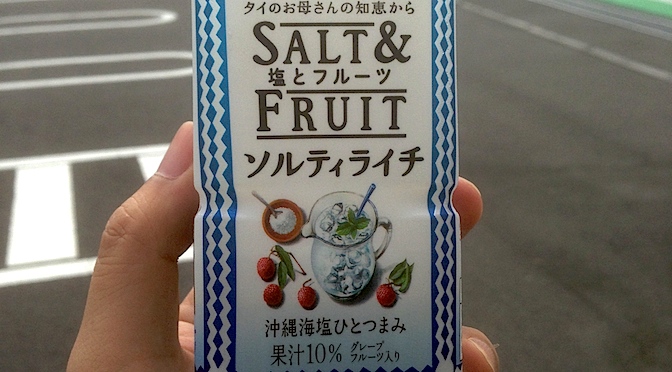 タイのお母さんの知恵から
SALT&
塩とフルーツ
FRUIT
ソルティライチ
沖縄海塩ひとつまみ
果汁10% グレープフルーツ入り